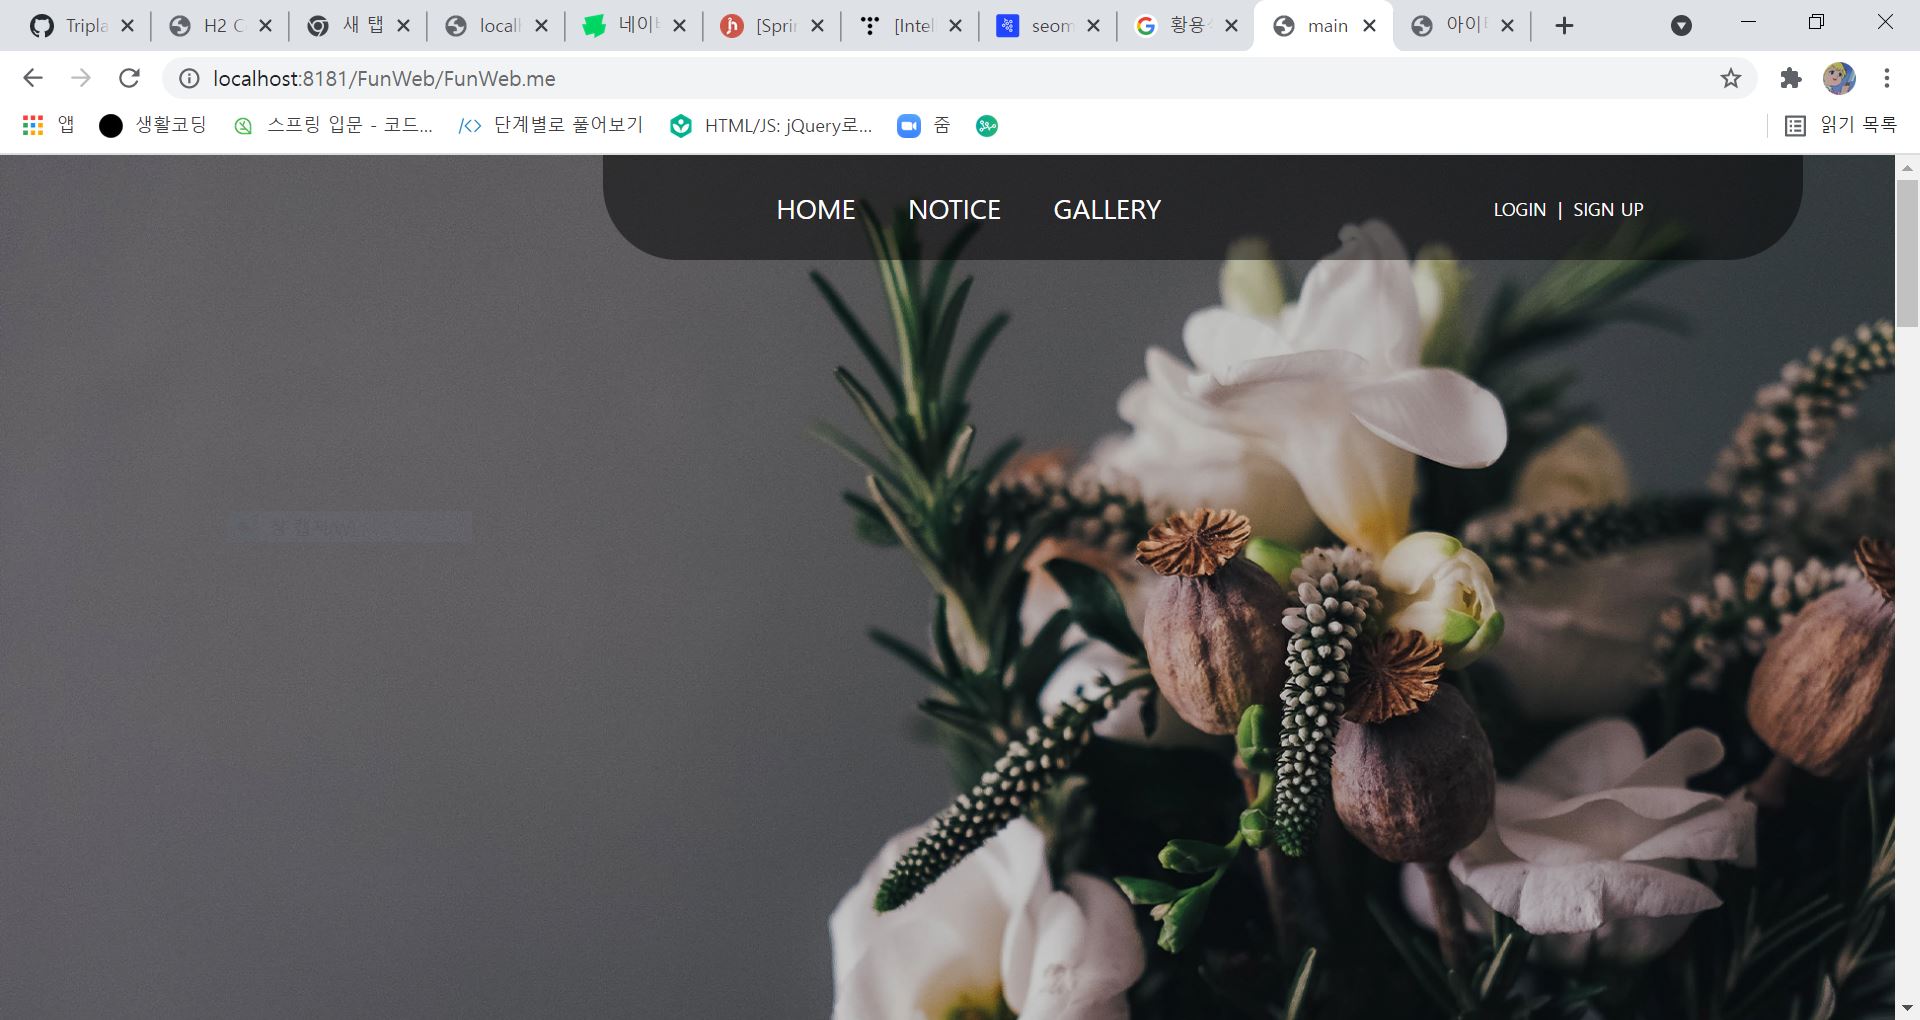 Tripla H2 C 새 탭 local 네이 [Sprin [Intel seom 황용 main 아이
localhost:8181/FunWeb/FunWeb.me
앱 생활코딩 스프링 입문 - 코드... 단계별로 풀어보기 HTML/JS: jQuery로... 줌 읽기 목록
HOME NOTICE GALLERY LOGIN | SIGN UP